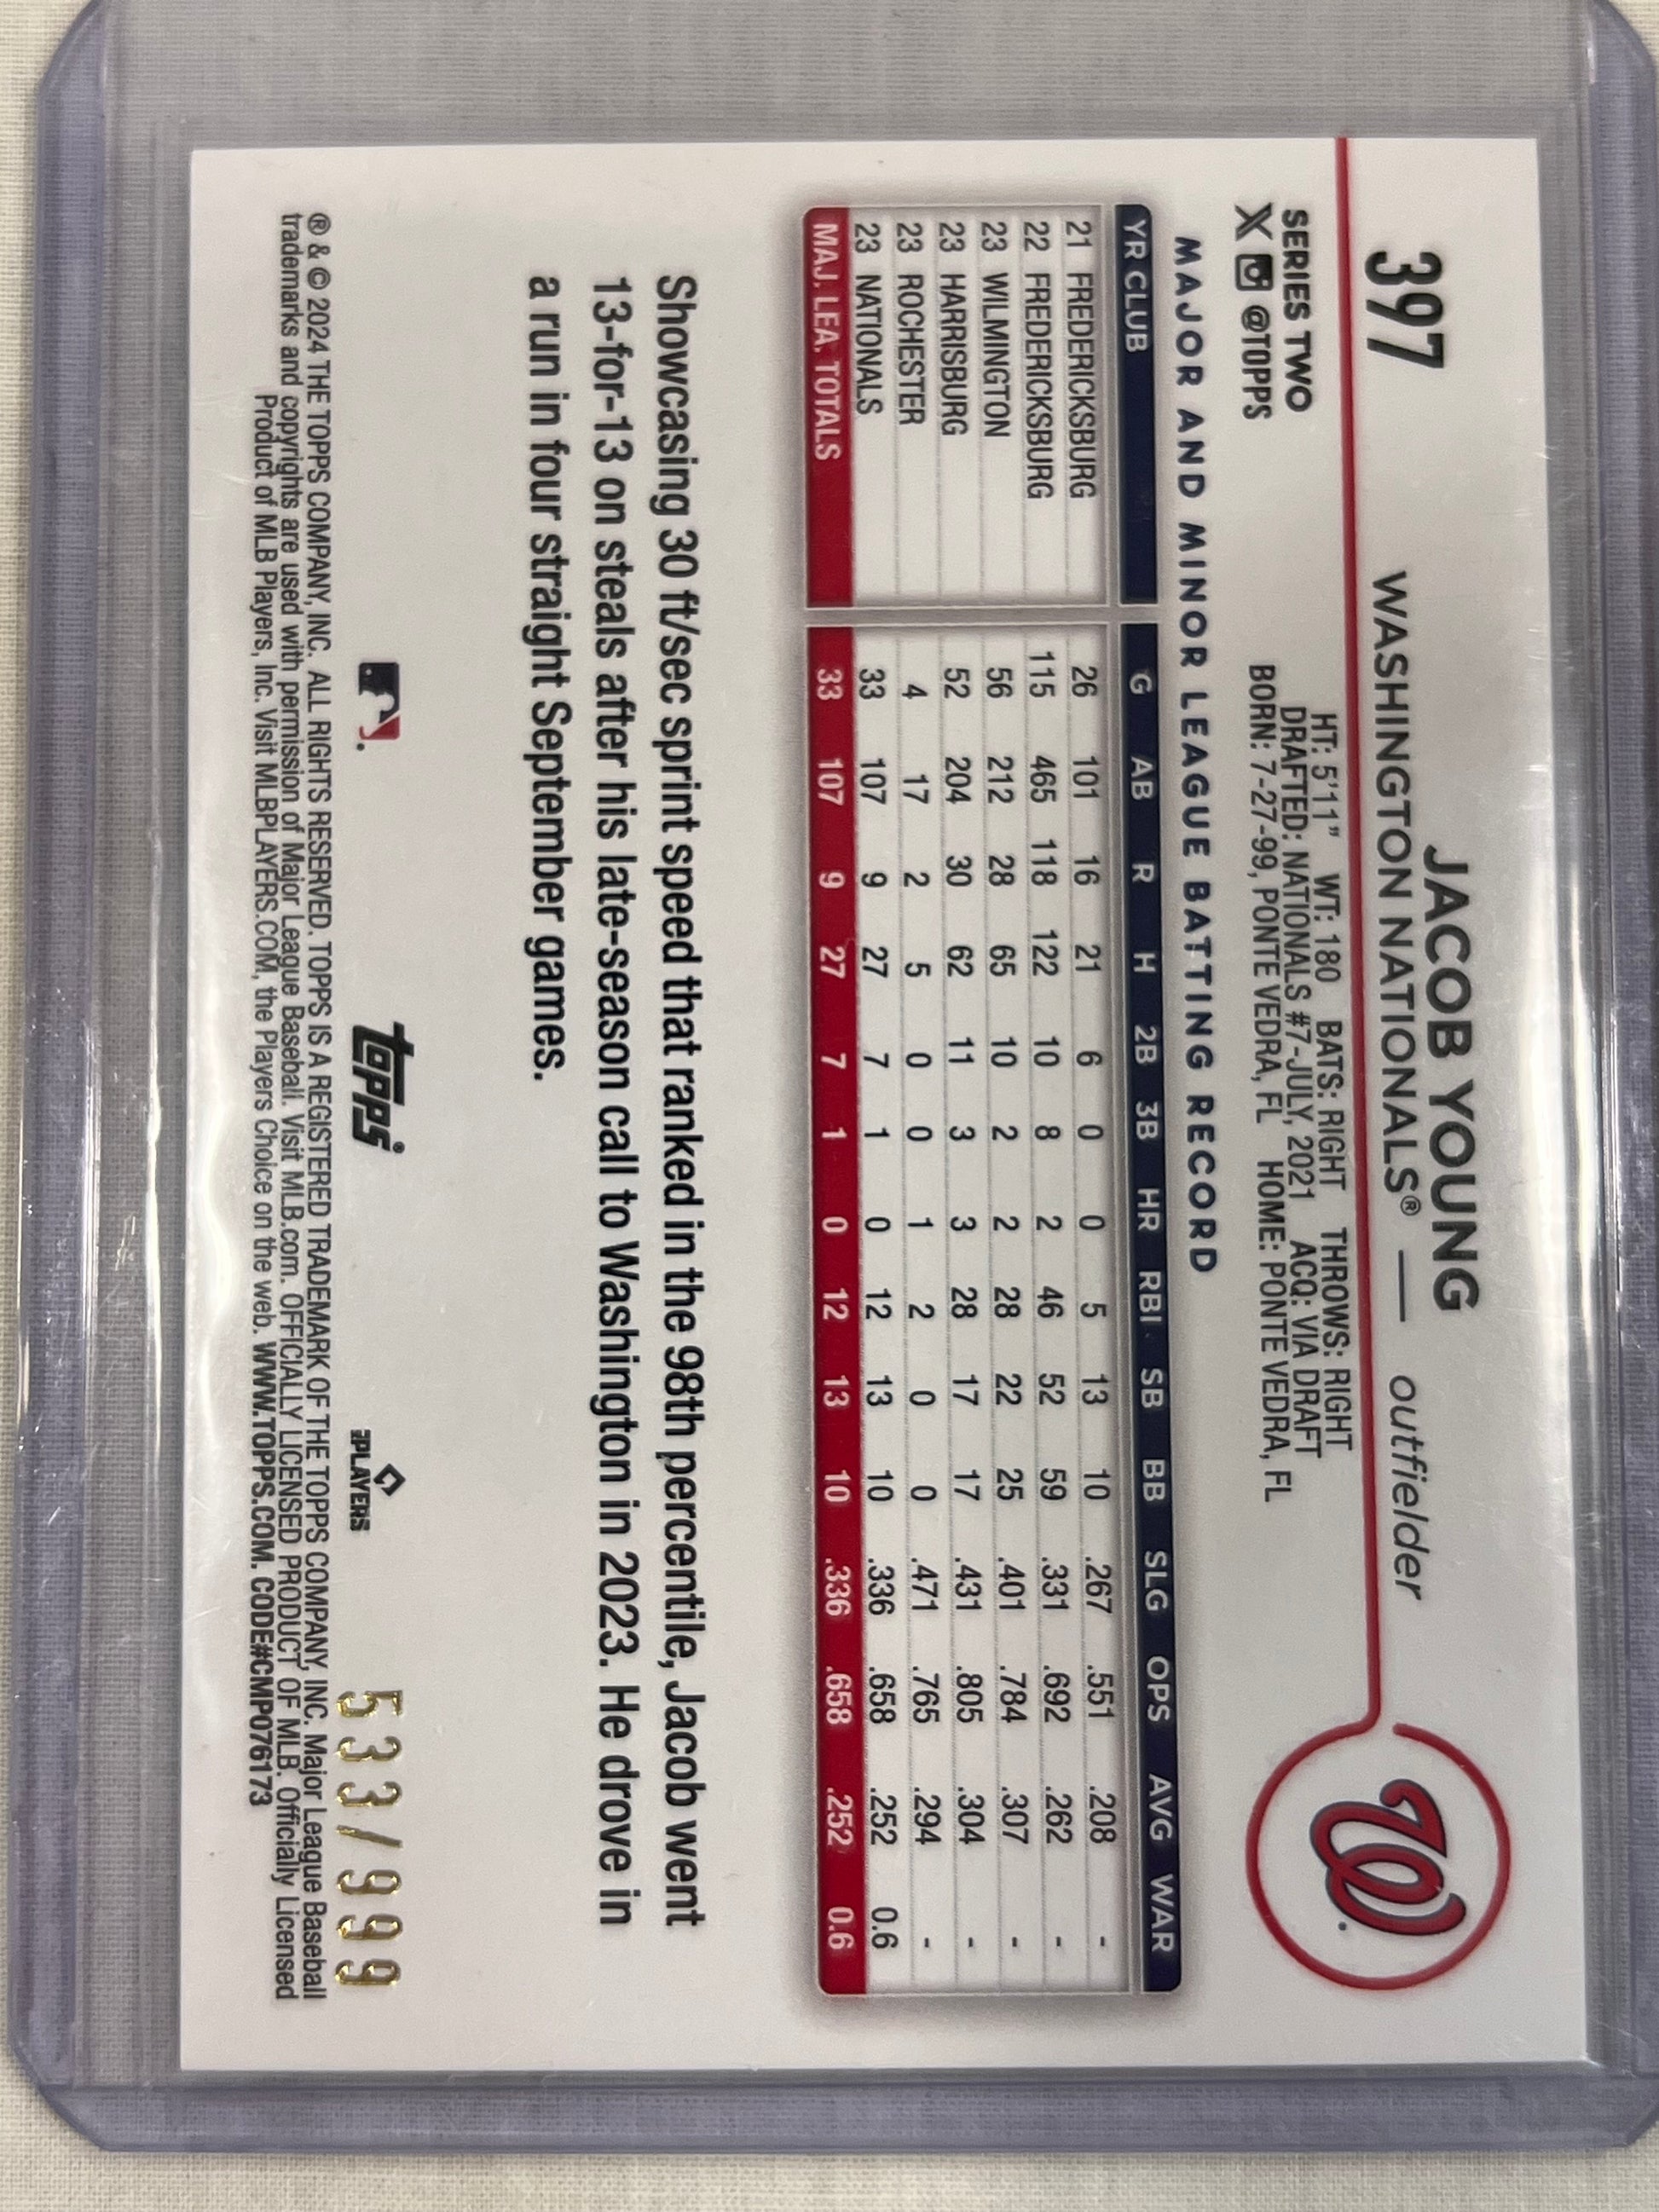 397
JACOB YOUNG
WASHINGTON NATIONALS® — outfielder
SERIES TWO
X @TOPPS
HT: 5'11" WT: 180 BATS: RIGHT THROWS: RIGHT
DRAFTED: NATIONALS #7-JULY, 2021 ACQ: VIA DRAFT
BORN: 7-27-99, PONTE VEDRA, FL HOME: PONTE VEDRA, FL
W
MAJOR AND MINOR LEAGUE BATTING RECORD
YR CLUB G AB R H 2B 3B HR RBI SB BB SLG OPS AVG WAR
21 FREDERICKSBURG 26 101 16 21 6 0 0 5 13 10 .267 .551 .208 -
22 FREDERICKSBURG 115 465 118 122 10 8 2 46 52 59 .331 .692 .262 -
23 WILMINGTON 56 212 28 65 10 2 2 28 22 25 .401 .784 .307 -
23 HARRISBURG 52 204 30 62 11 3 3 28 17 17 .431 .805 .304 -
23 ROCHESTER 4 17 2 5 0 0 1 2 0 0 .471 .765 .294 -
23 NATIONALS 33 107 9 27 7 1 0 12 13 10 .336 .658 .252 0.6
MAJ. LEA. TOTALS 33 107 9 27 7 1 0 12 13 10 .336 .658 .252 0.6
Showcasing 30 ft/sec sprint speed that ranked in the 98th percentile, Jacob went
13-for-13 on steals after his late-season call to Washington in 2023. He drove in
a run in four straight September games.
topps®
PLAYERS
533/999
® & © 2024 THE TOPPS COMPANY, INC. ALL RIGHTS RESERVED. TOPPS IS A REGISTERED TRADEMARK OF THE TOPPS COMPANY, INC. Major League Baseball
trademarks and copyrights are used with permission of Major League Baseball. Visit MLB.com. OFFICIALLY LICENSED PRODUCT OF MLB. Officially Licensed
Product of MLB Players, Inc. Visit MLBPLAYERS.COM, the Players Choice on the web. WWW.TOPPS.COM. CODE#CMP076173